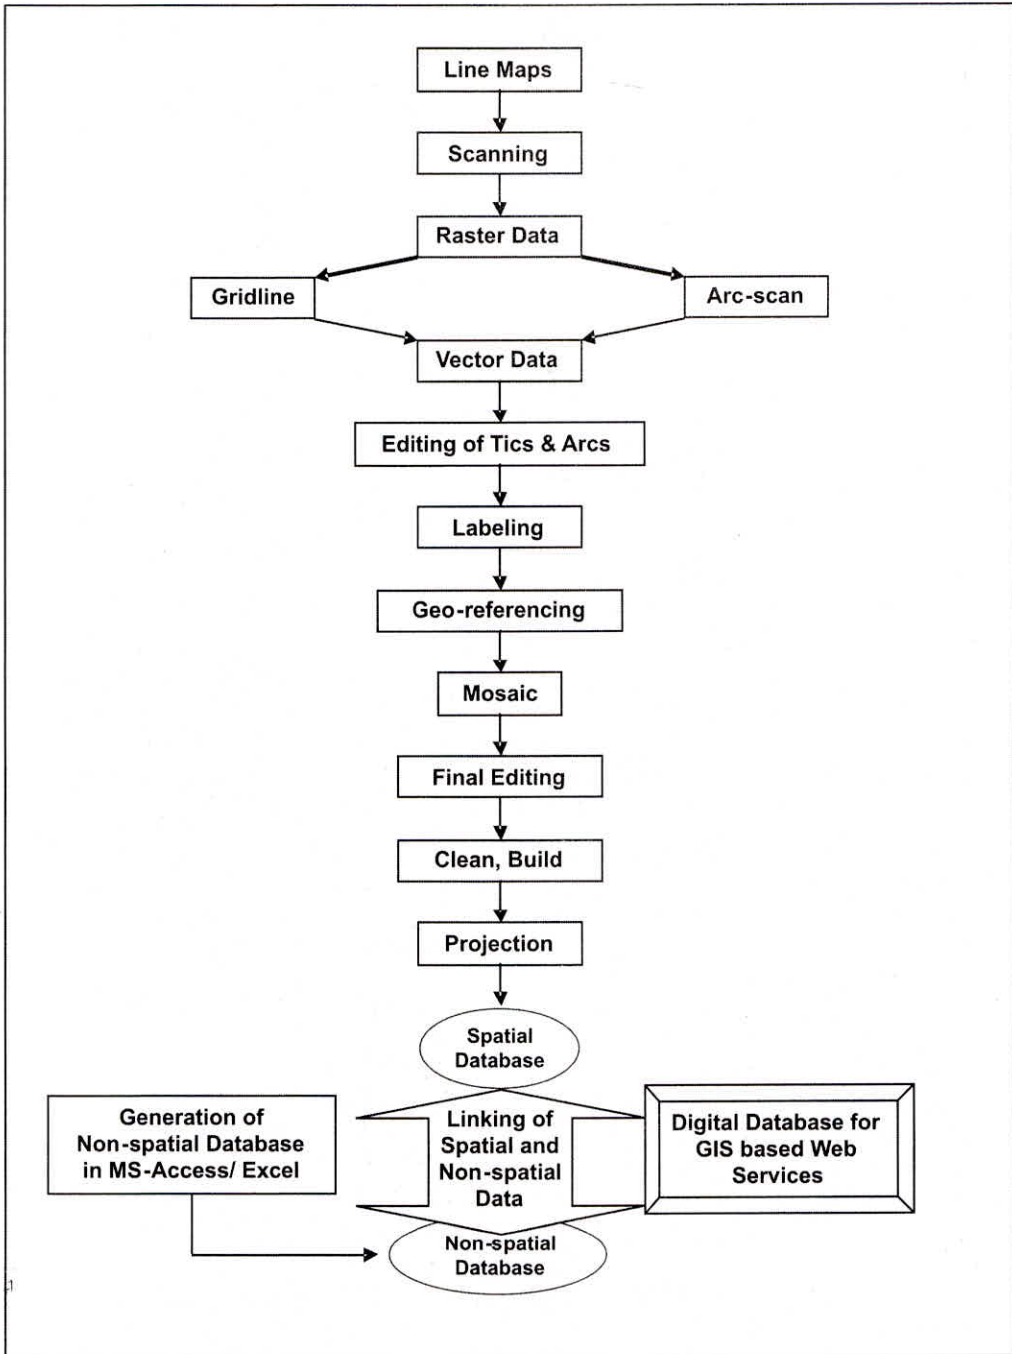 Line Maps
Scanning
Raster Data
Gridline
Arc-scan
Vector Data
Editing of Tics & Arcs
Labeling
Geo-referencing
Mosaic
Final Editing
Clean, Build
Projection
Spatial
Database
Generation of
Non-spatial Database
in MS-Access/ Excel
Linking of
Spatial and
Non-spatial
Data
Digital Database for
GIS based Web
Services
Non-spatial
Database